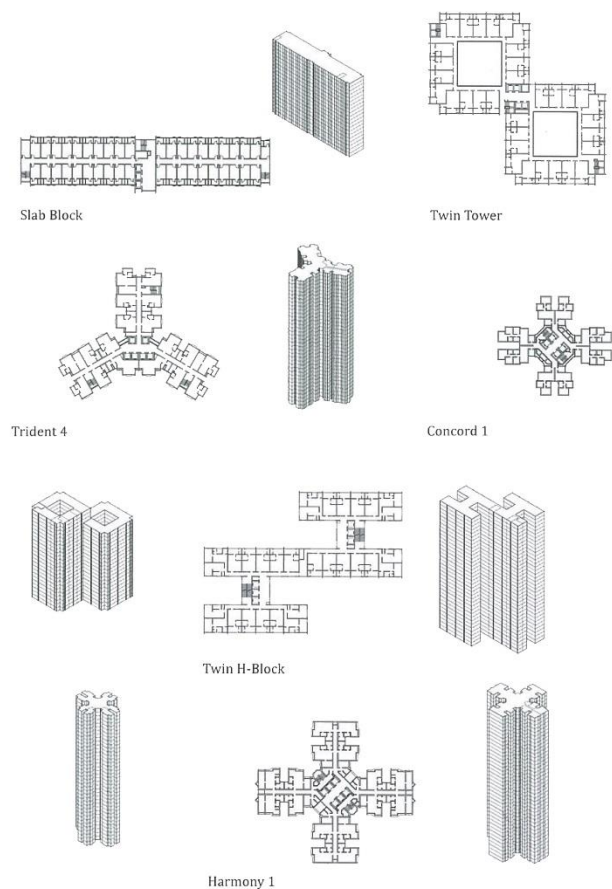 Slab Block
Twin Tower
Trident 4
Concord 1
Twin H-Block
Harmony 1